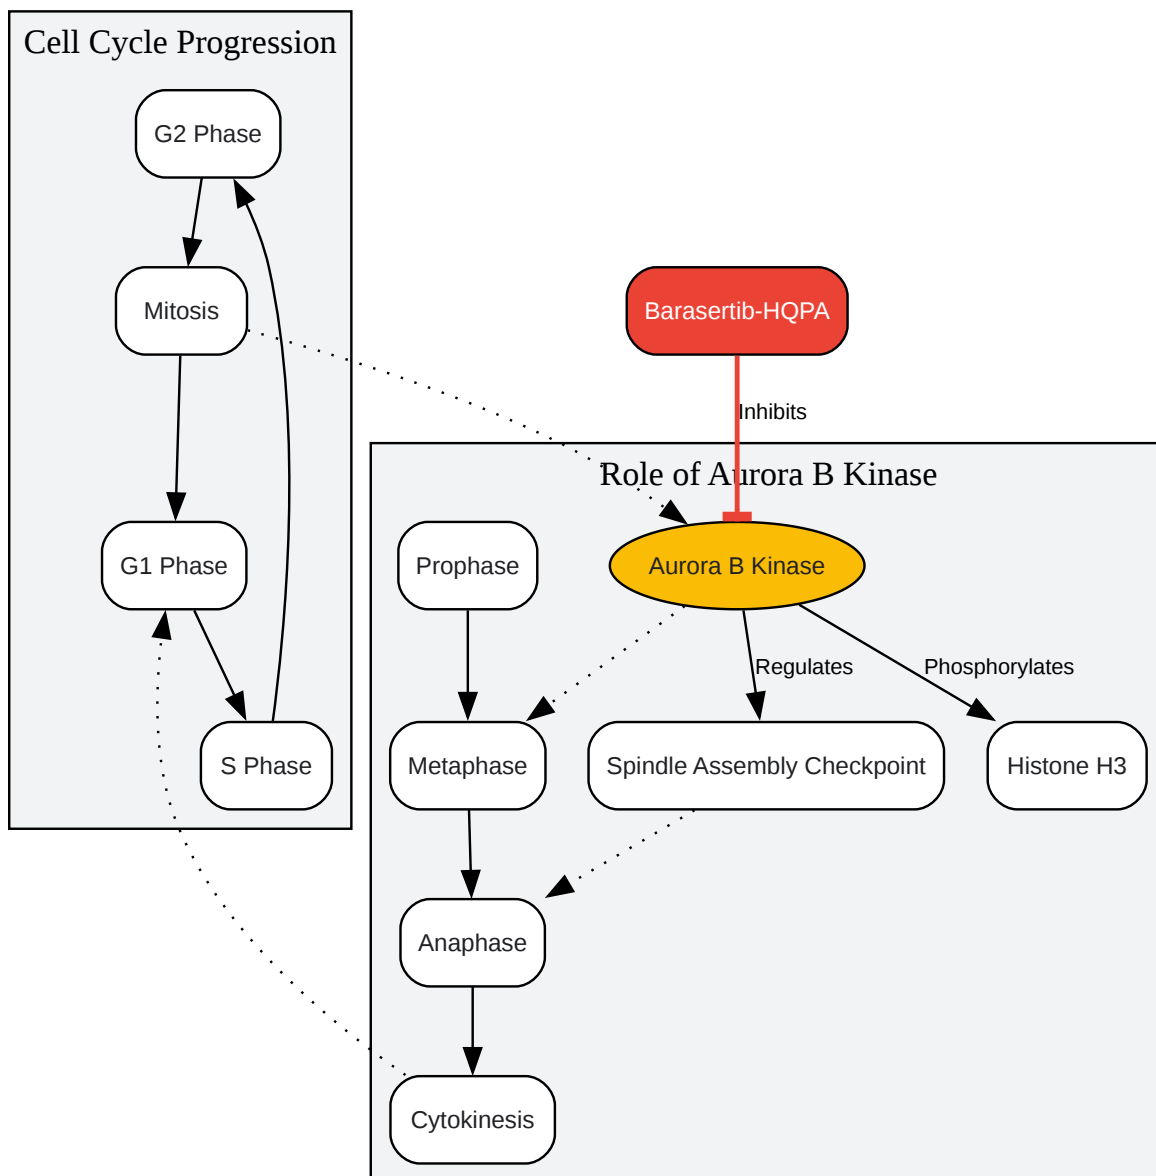 Cell Cycle Progression
G2 Phase
Mitosis
Barasertib-HQPA
Inhibits
Role of Aurora B Kinase
G1 Phase
Prophase
Aurora B Kinase
Regulates
Phosphorylates
S Phase
Metaphase
Spindle Assembly Checkpoint
Histone H3
Anaphase
Cytokinesis